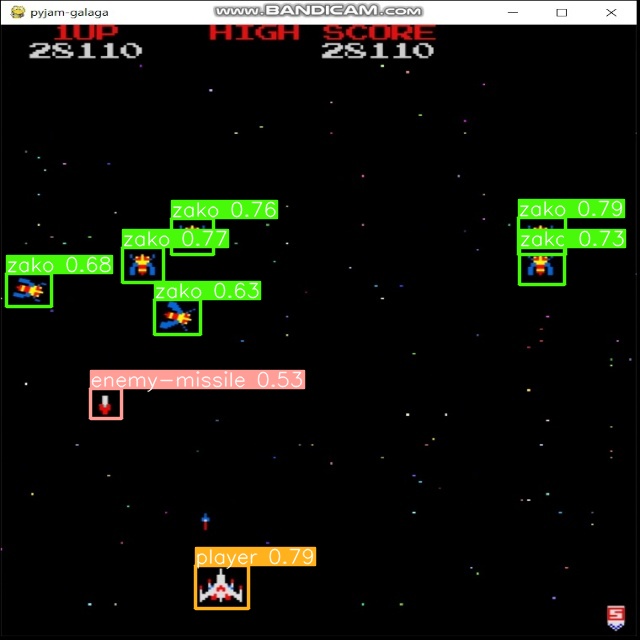 pyjam-galaga
www.BANDICAM.com
1UP HIGH SCORE
28110 28110
zako 0.76
zako 0.79
zako 0.77
zako 0.73
zako 0.68
zako 0.63
enemy-missile 0.53
player 0.79
S